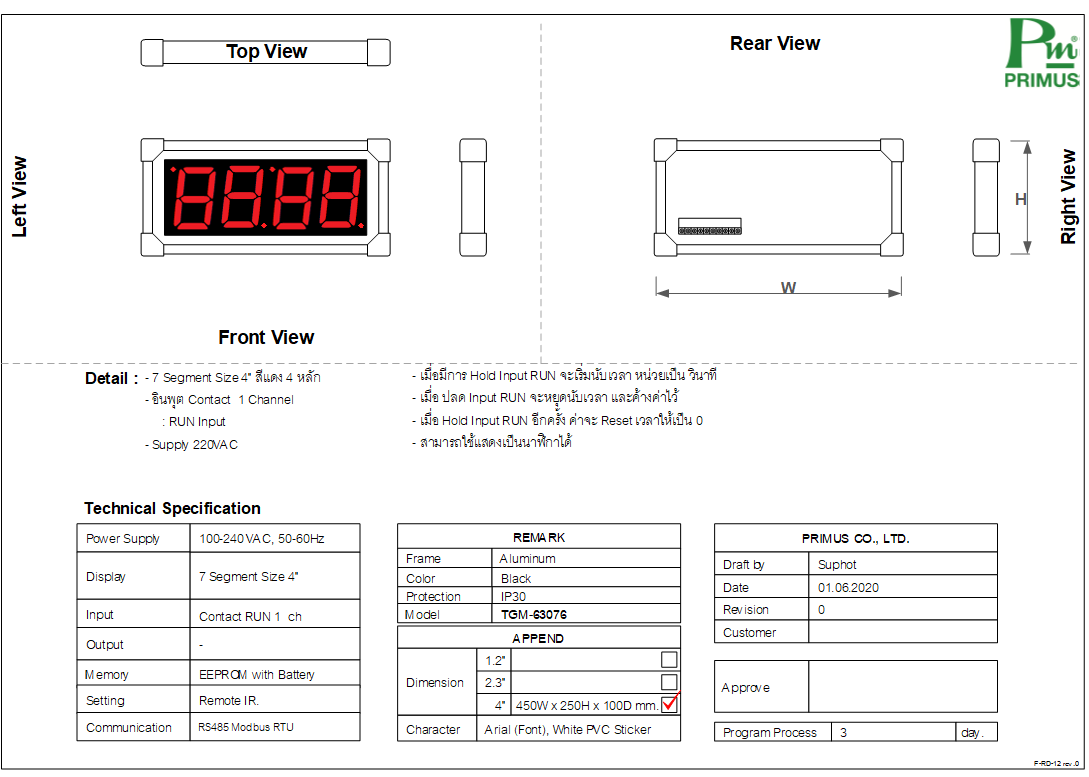 Top View
Rear View
Pm®
PRIMUS
Left View
88.88.
Right View
H
W
Front View
Detail :
- 7 Segment Size 4" สีแดง 4 หลัก
- อินพุต Contact 1 Channel
: RUN Input
- Supply 220VAC
- เมื่อมีการ Hold Input RUN จะเริ่มนับเวลา หน่วยเป็น วินาที
- เมื่อ ปลด Input RUN จะหยุดนับเวลา และค้างค่าไว้
- เมื่อ Hold Input RUN อีกครั้ง ค่าจะ Reset เวลาให้เป็น 0
- สามารถใช้แสดงเป็นนาฬิกาได้
Technical Specification
Power Supply 100-240 VAC, 50-60Hz
Display 7 Segment Size 4"
Input Contact RUN 1 ch
Output -
Memory EEPROM with Battery
Setting Remote IR.
Communication RS485 Modbus RTU
REMARK
Frame Aluminum
Color Black
Protection IP30
Model TGM-63076
APPEND
Dimension
1.2"
2.3"
4" 450W x 250H x 100D mm.
Character Arial (Font), White PVC Sticker
PRIMUS CO., LTD.
Draft by Suphot
Date 01.06.2020
Revision 0
Customer
Approve
Program Process 3 day.
F-RD-12 rev .0